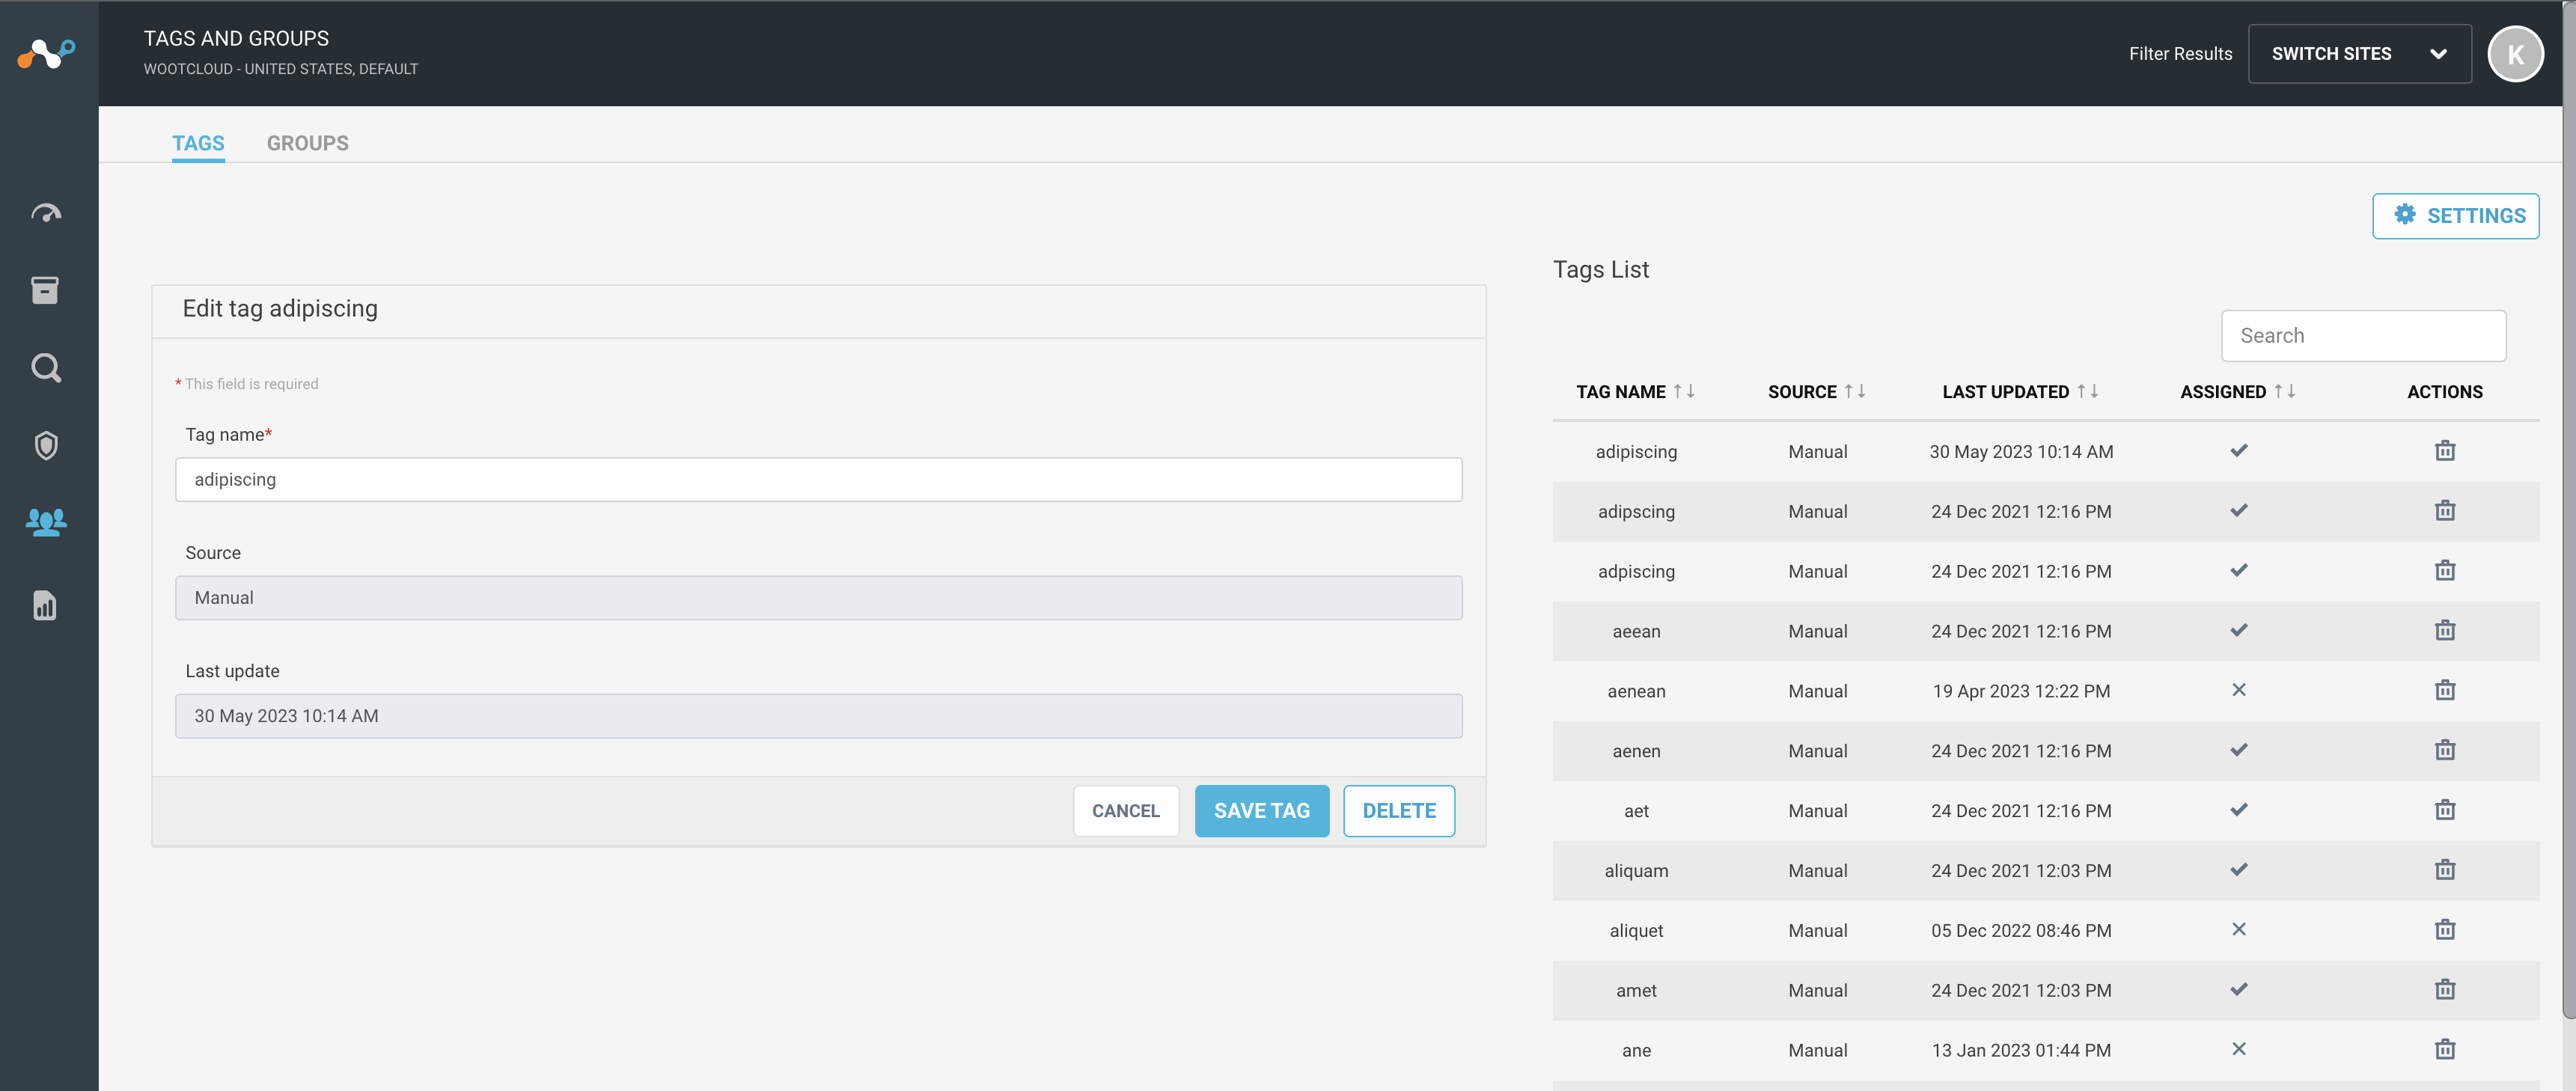 TAGS AND GROUPS
WOOTCLOUD - UNITED STATES, DEFAULT
Filter Results
SWITCH SITES
K
TAGS GROUPS
SETTINGS
Edit tag adipiscing
* This field is required
Tag name*
adipiscing
Source
Manual
Last update
30 May 2023 10:14 AM
CANCEL SAVE TAG DELETE
Tags List
Search
TAG NAME ↑↓ SOURCE ↑↓ LAST UPDATED ↑↓ ASSIGNED ↑↓ ACTIONS
adipiscing Manual 30 May 2023 10:14 AM
adipscing Manual 24 Dec 2021 12:16 PM
adpiscing Manual 24 Dec 2021 12:16 PM
aeean Manual 24 Dec 2021 12:16 PM
aenean Manual 19 Apr 2023 12:22 PM
aenen Manual 24 Dec 2021 12:16 PM
aet Manual 24 Dec 2021 12:16 PM
aliquam Manual 24 Dec 2021 12:03 PM
aliquet Manual 05 Dec 2022 08:46 PM
amet Manual 24 Dec 2021 12:03 PM
ane Manual 13 Jan 2023 01:44 PM